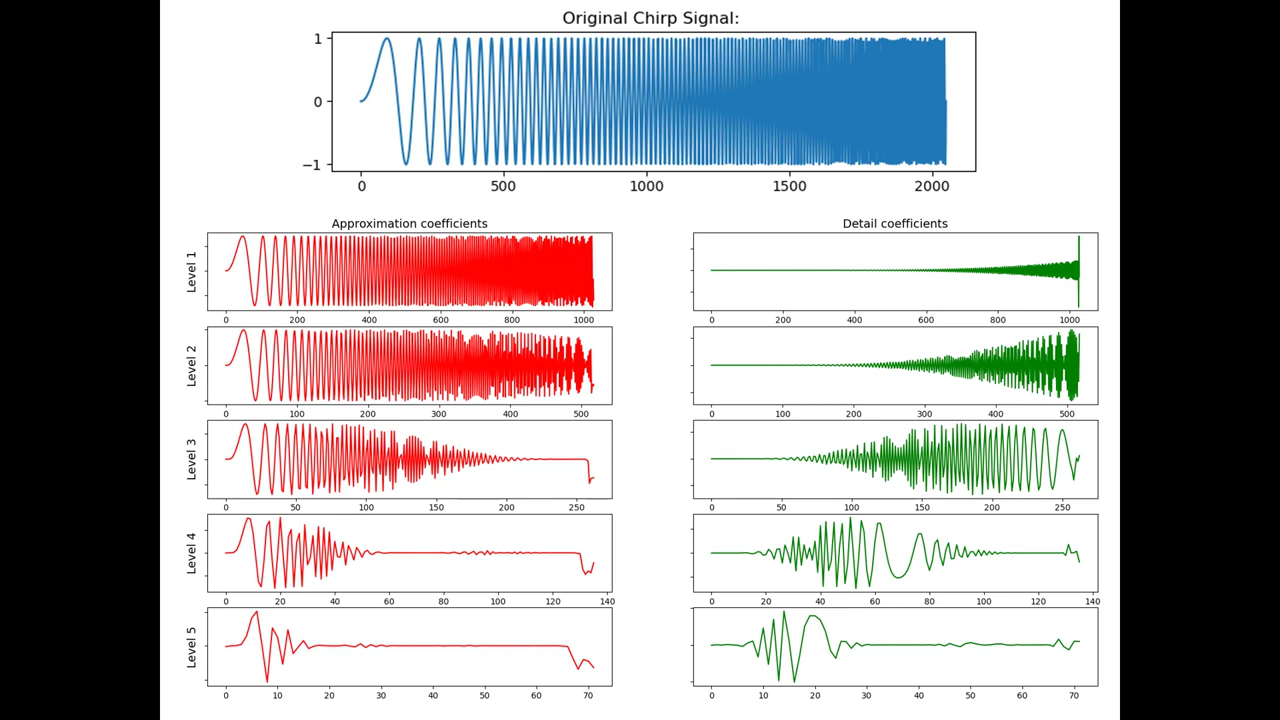 Original Chirp Signal:
1
0
−1
0 500 1000 1500 2000
Approximation coefficients
Detail coefficients
Level 1
0 200 400 600 800 1000
0 200 400 600 800 1000
Level 2
0 100 200 300 400 500
0 100 200 300 400 500
Level 3
0 50 100 150 200 250
0 50 100 150 200 250
Level 4
0 20 40 60 80 100 120 140
0 20 40 60 80 100 120 140
Level 5
0 10 20 30 40 50 60 70
0 10 20 30 40 50 60 70